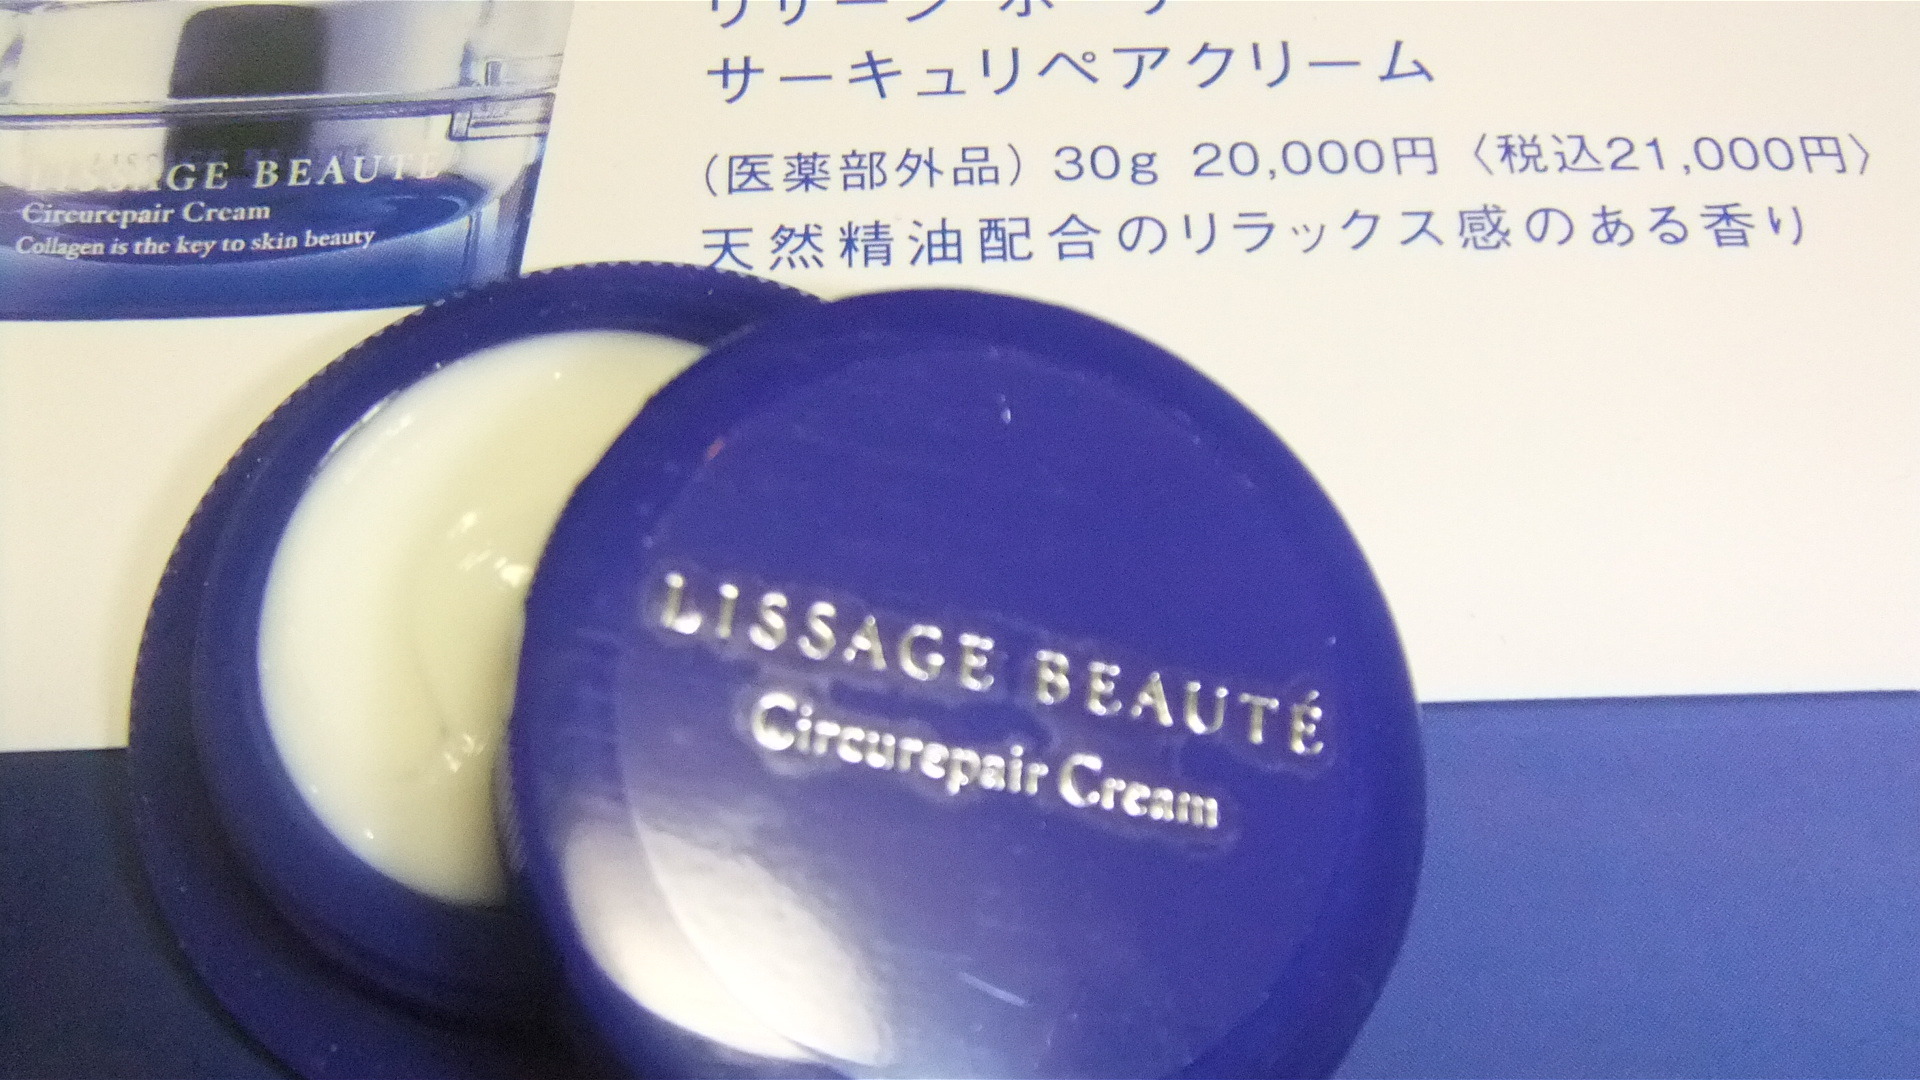 サーキュリペアクリーム
(医薬部外品) 30g 20,000円〈税込21,000円〉
天然精油配合のリラックス感のある香り
LISSAGE BEAUTÉ
Circurepair Cream
Collagen is the key to skin beauty
LISSAGE BEAUTÉ
Circurepair Cream